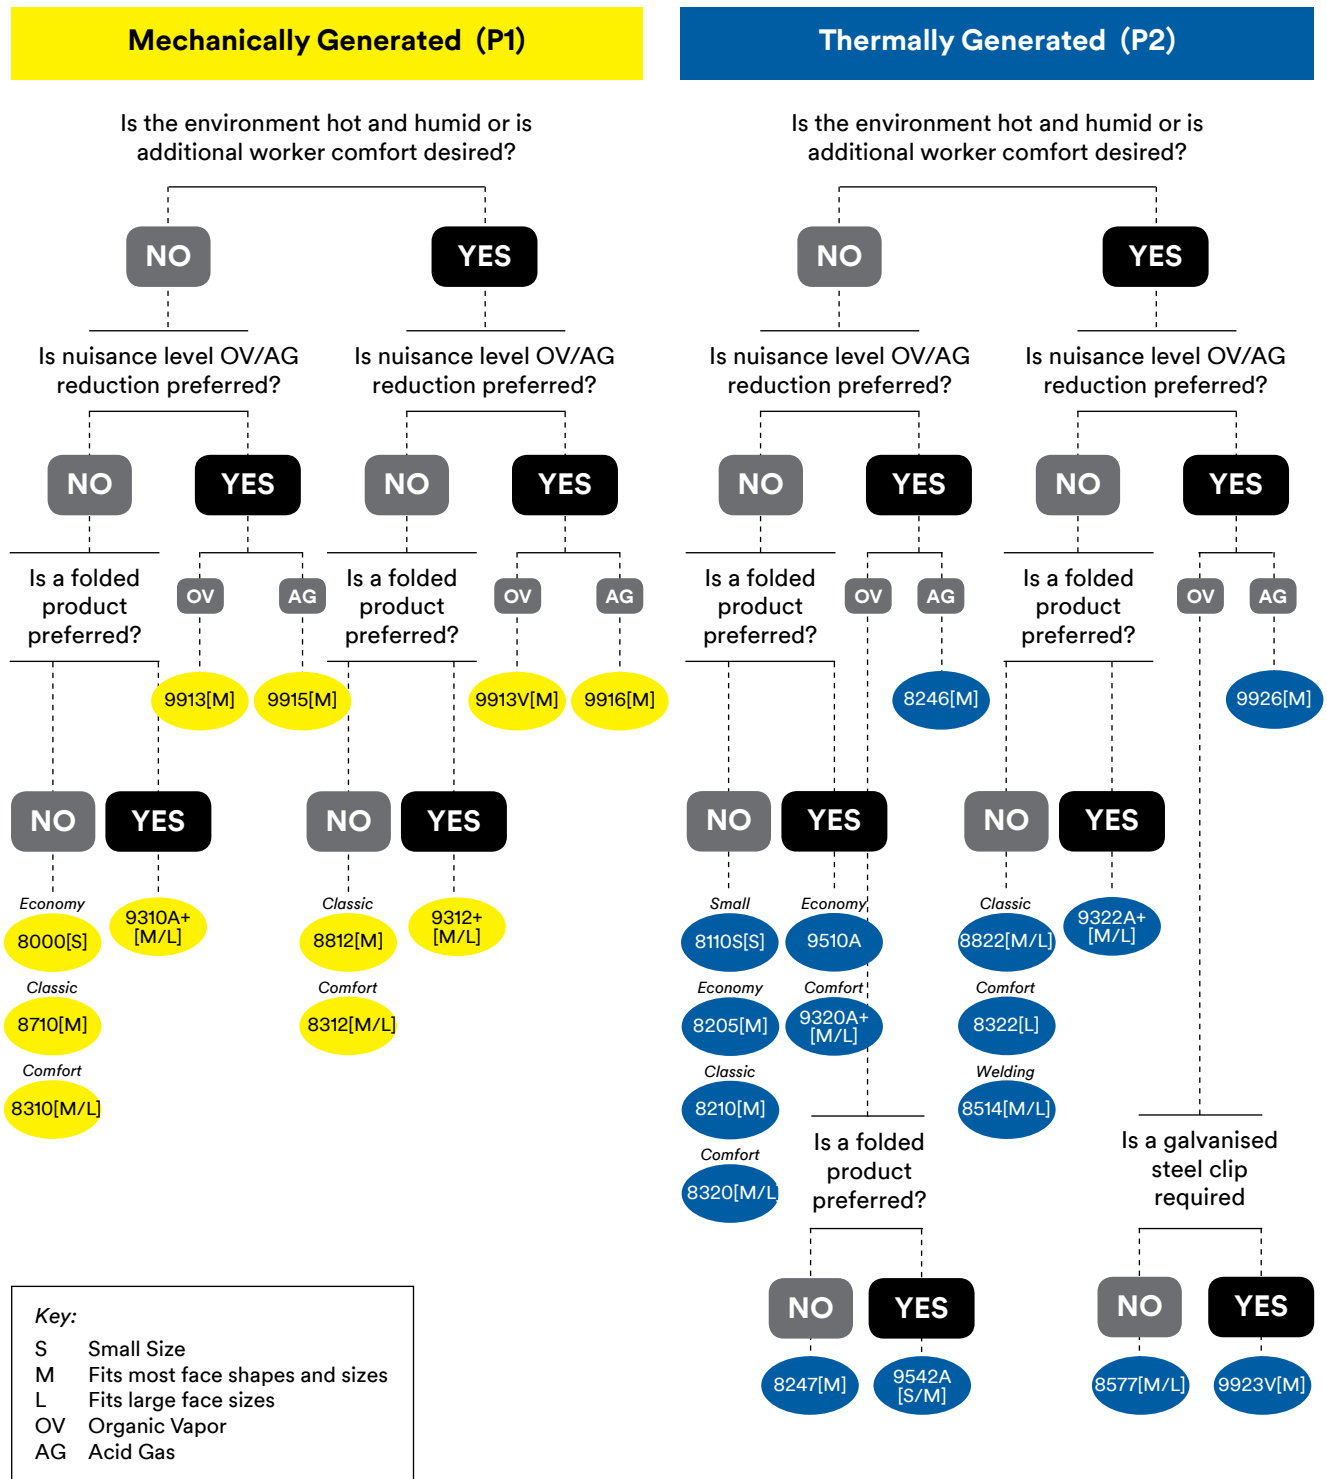 Mechanically Generated (P1)
Is the environment hot and humid or is
additional worker comfort desired?
NO
YES
Is nuisance level OV/AG
reduction preferred?
Is nuisance level OV/AG
reduction preferred?
NO
YES
NO
YES
Is a folded
product
preferred?
OV
AG
Is a folded
product
preferred?
OV
AG
9913[M]
9915[M]
9913V[M]
9916[M]
NO
YES
NO
YES
Economy
8000[S]
Classic
8710[M]
Comfort
8310[M/L]
9310A+
[M/L]
Classic
8812[M]
Comfort
8312[M/L]
9312+
[M/L]
Thermally Generated (P2)
Is the environment hot and humid or is
additional worker comfort desired?
NO
YES
Is nuisance level OV/AG
reduction preferred?
Is nuisance level OV/AG
reduction preferred?
NO
YES
NO
YES
Is a folded
product
preferred?
OV
AG
Is a folded
product
preferred?
OV
AG
8246[M]
9926[M]
NO
YES
NO
YES
Small
8110S[S]
Economy
8205[M]
Classic
8210[M]
Comfort
8320[M/L]
Economy
9510A
Comfort
9320A+
[M/L]
Classic
8822[M/L]
Comfort
8322[L]
Welding
8514[M/L]
9322A+
[M/L]
Is a folded
product
preferred?
Is a galvanised
steel clip
required
NO
YES
NO
YES
8247[M]
9542A
[S/M]
8577[M/L]
9923V[M]
Key:
S Small Size
M Fits most face shapes and sizes
L Fits large face sizes
OV Organic Vapor
AG Acid Gas